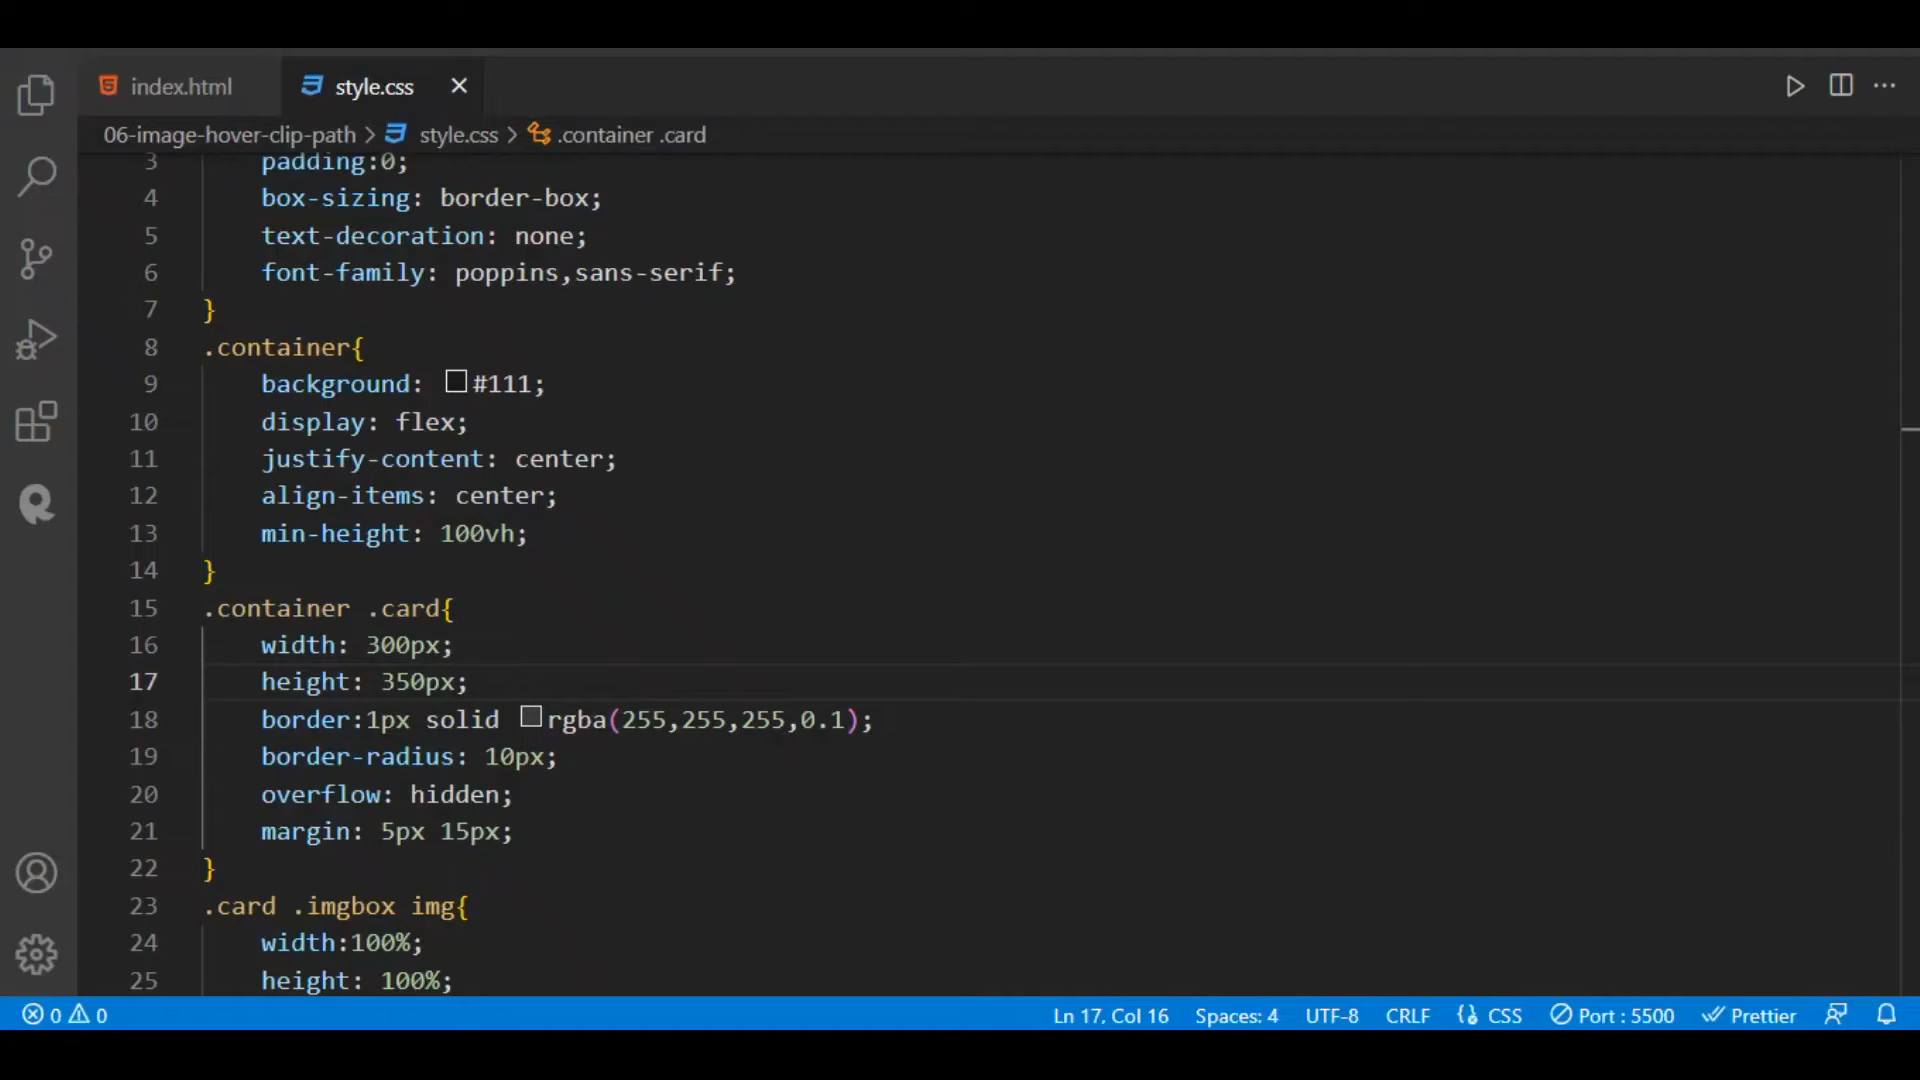 index.html style.css
06-image-hover-clip-path > style.css > .container .card
3 padding:0;
4 box-sizing: border-box;
5 text-decoration: none;
6 font-family: poppins,sans-serif;
7 }
8 .container{
9 background: #111;
10 display: flex;
11 justify-content: center;
12 align-items: center;
13 min-height: 100vh;
14 }
15 .container .card{
16 width: 300px;
17 height: 350px;
18 border:1px solid rgba(255,255,255,0.1);
19 border-radius: 10px;
20 overflow: hidden;
21 margin: 5px 15px;
22 }
23 .card .imgbox img{
24 width:100%;
25 height: 100%;
0 0 Ln 17, Col 16 Spaces: 4 UTF-8 CRLF CSS Port : 5500 Prettier